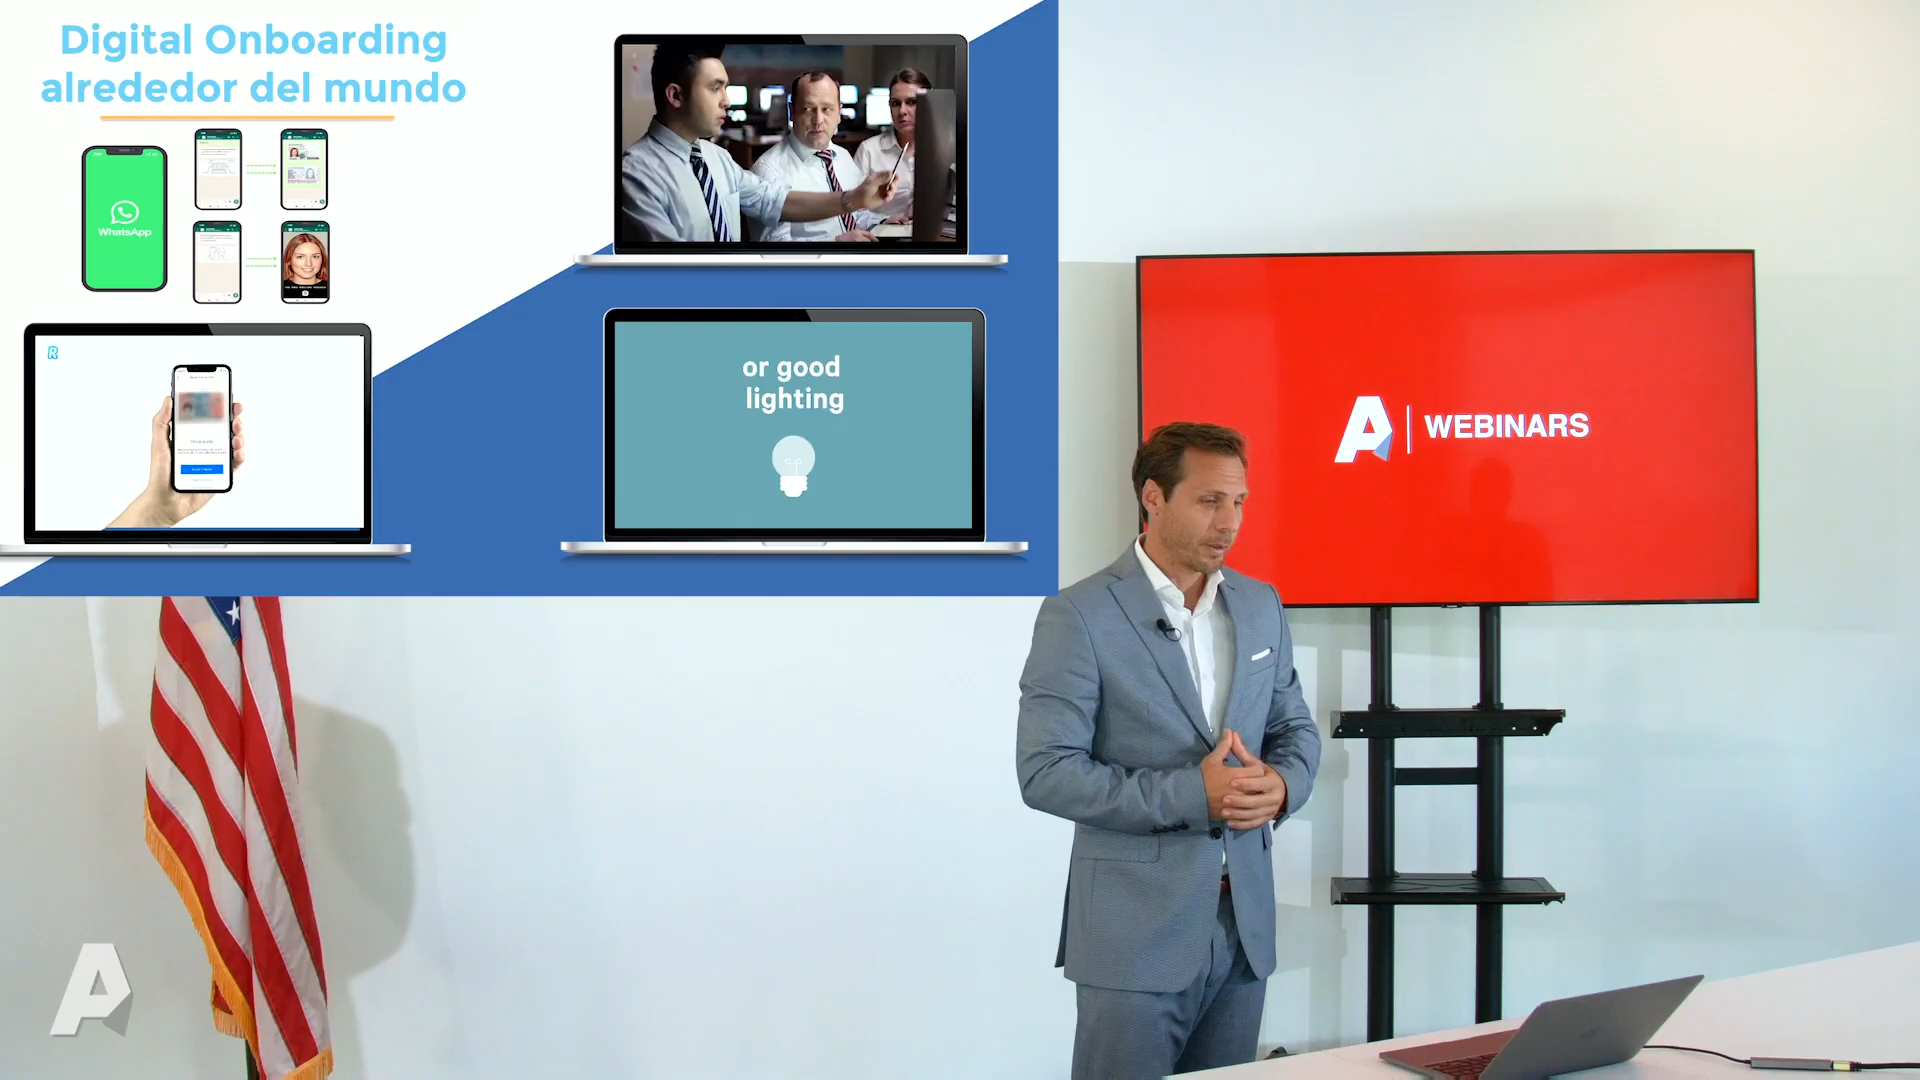 Digital Onboarding
alrededor del mundo
WhatsApp
R
or good
lighting
A | WEBINARS
A